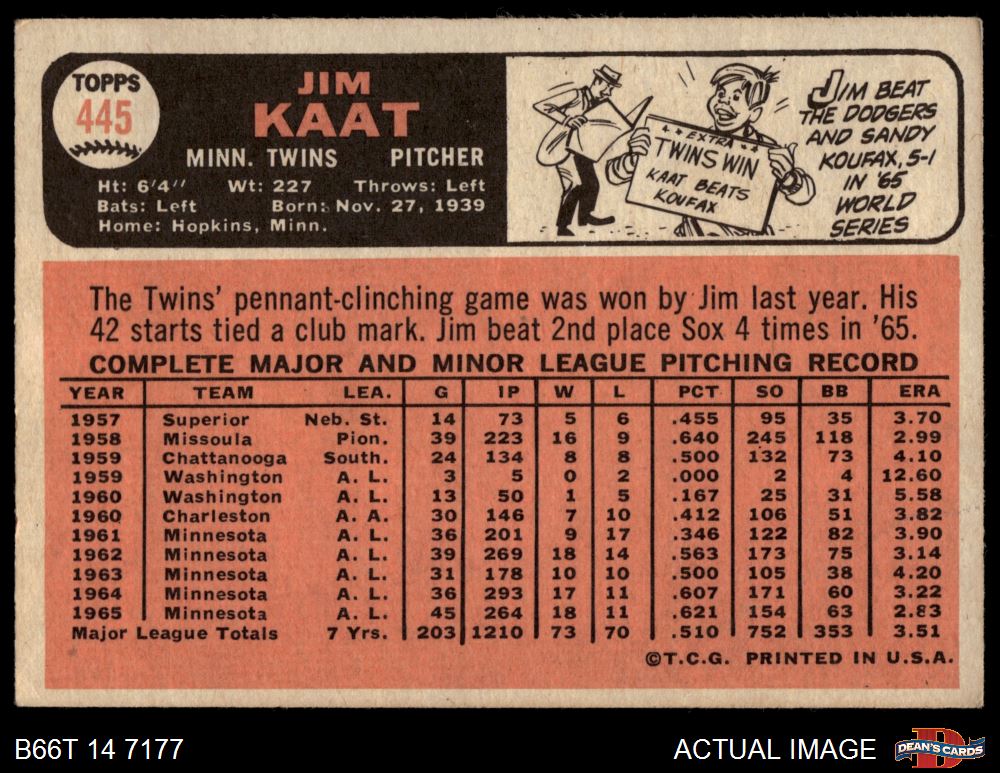 TOPPS
445
JIM
KAAT
MINN. TWINS PITCHER
Ht: 6'4" Wt: 227 Throws: Left
Bats: Left Born: Nov. 27, 1939
Home: Hopkins, Minn.
EXTRA
TWINS WIN
KAAT BEATS
KOUFAX
JIM BEAT
THE DODGERS
AND SANDY
KOUFAX, 5-1
IN '65
WORLD
SERIES
The Twins' pennant-clinching game was won by Jim last year. His
42 starts tied a club mark. Jim beat 2nd place Sox 4 times in '65.
COMPLETE MAJOR AND MINOR LEAGUE PITCHING RECORD
YEAR TEAM LEA. G IP W L PCT SO BB ERA
1957 Superior Neb. St. 14 73 5 6 .455 95 35 3.70
1958 Missoula Pion. 39 223 16 9 .640 245 118 2.99
1959 Chattanooga South. 24 134 8 8 .500 132 73 4.10
1959 Washington A. L. 3 5 0 2 .000 2 4 12.60
1960 Washington A. L. 13 50 1 5 .167 25 31 5.58
1960 Charleston A. A. 30 146 7 10 .412 106 51 3.82
1961 Minnesota A. L. 36 201 9 17 .346 122 82 3.90
1962 Minnesota A. L. 39 269 18 14 .563 173 75 3.14
1963 Minnesota A. L. 31 178 10 10 .500 105 38 4.20
1964 Minnesota A. L. 36 293 17 11 .607 171 60 3.22
1965 Minnesota A. L. 45 264 18 11 .621 154 63 2.83
Major League Totals 7 Yrs. 203 1210 73 70 .510 752 353 3.51
©T.C.G. PRINTED IN U.S.A.
B66T 14 7177 ACTUAL IMAGE
D
DEAN'S CARDS